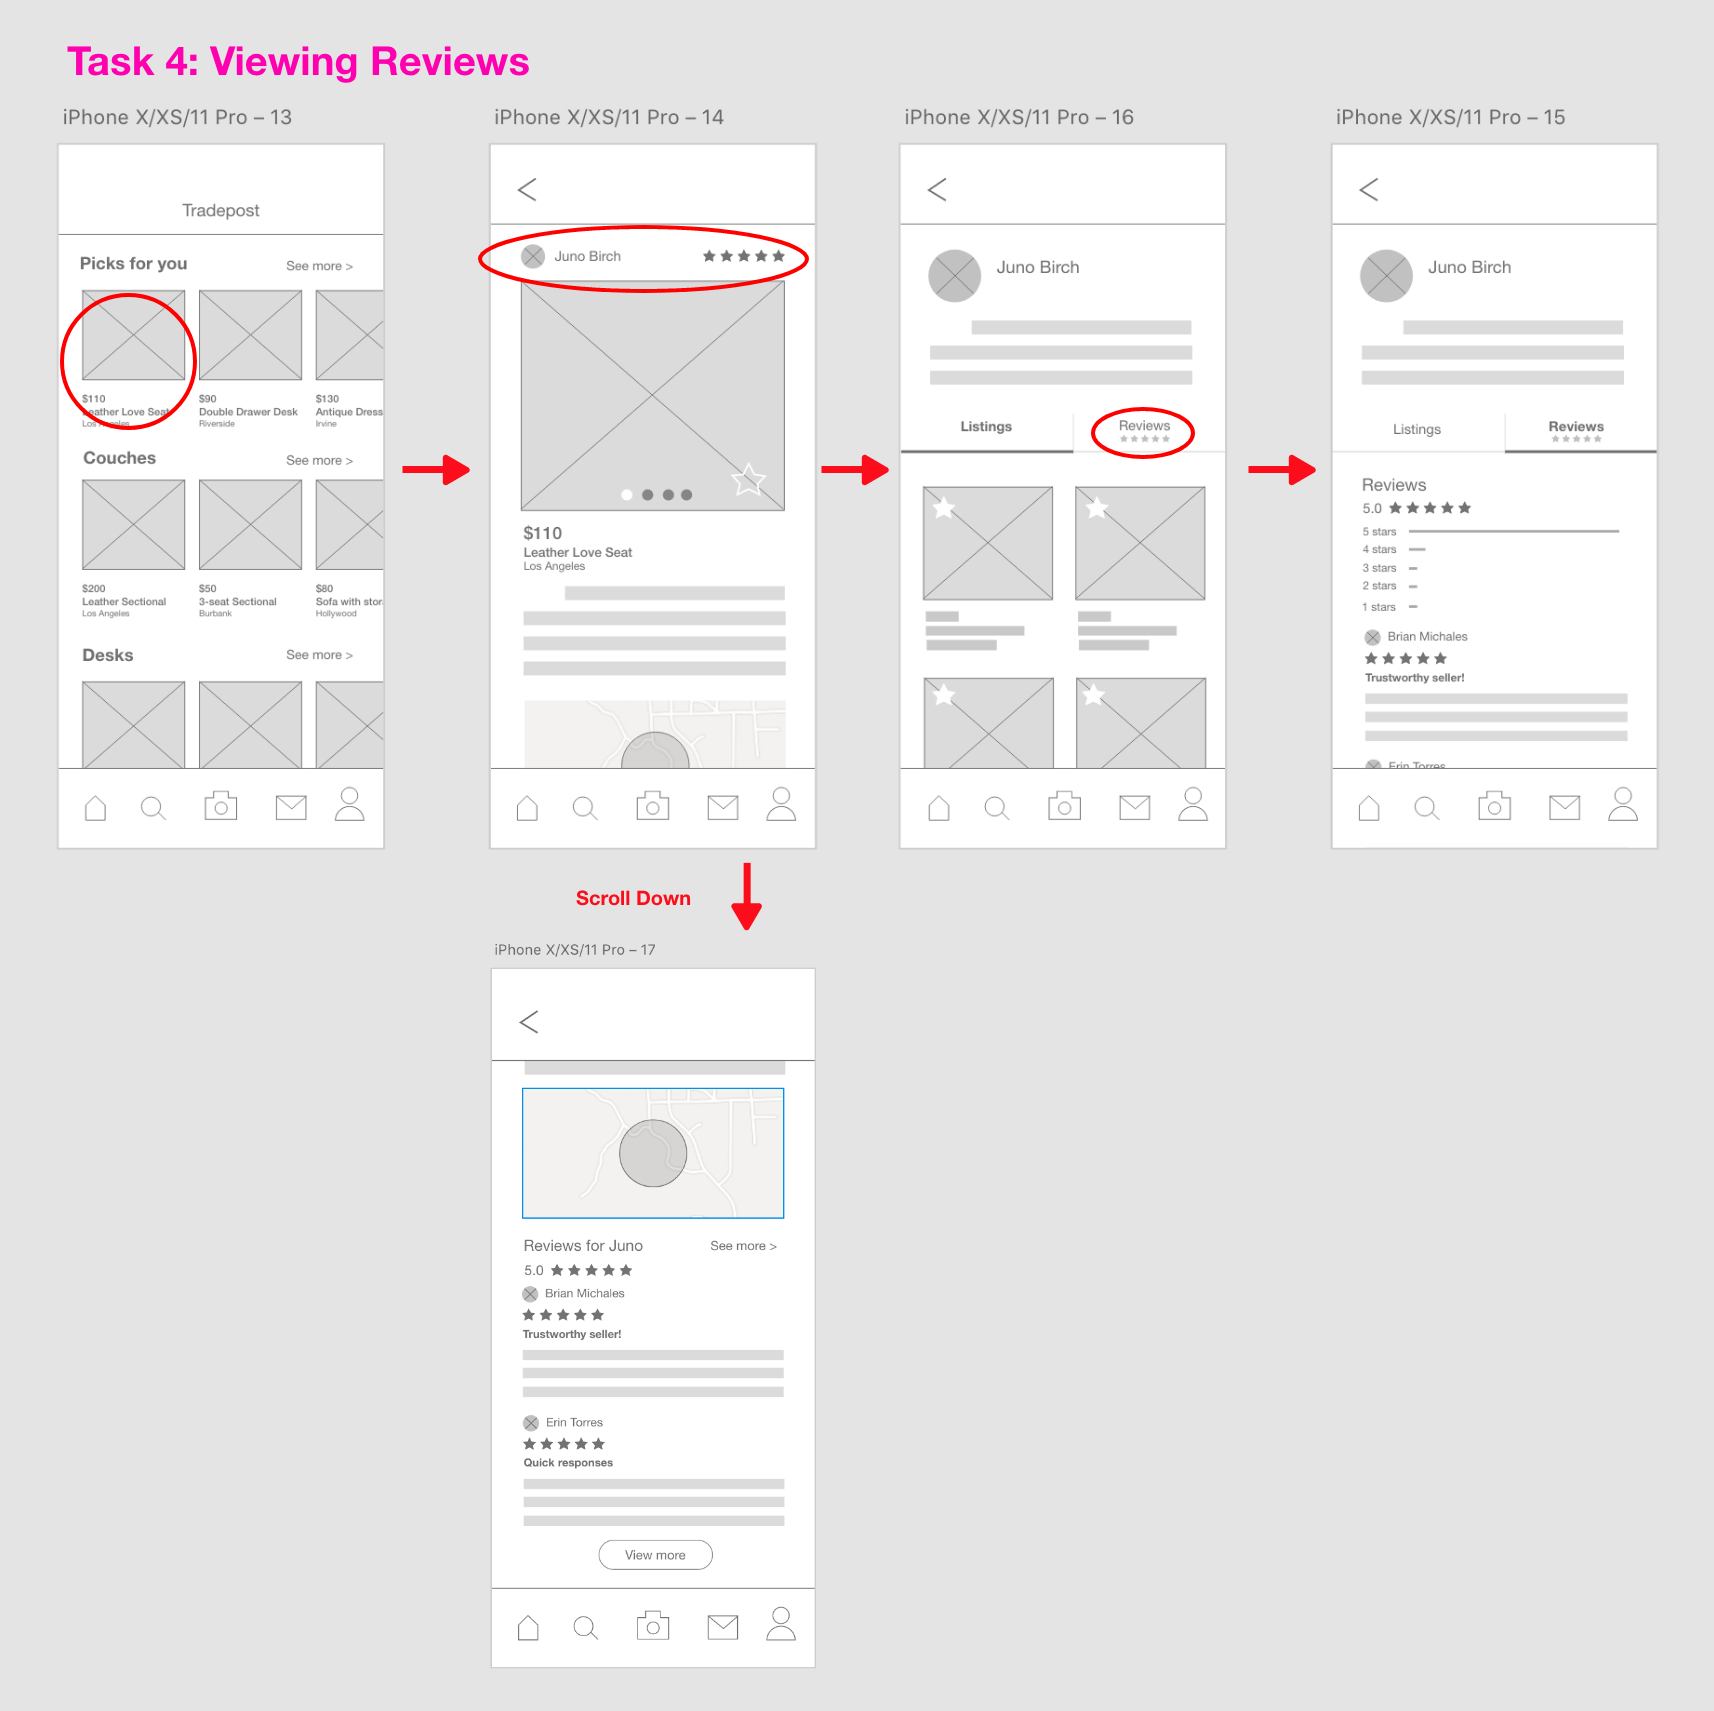 Task 4: Viewing Reviews
iPhone X/XS/11 Pro – 13
Tradepost
Picks for you
See more >
$110
Leather Love Seat
Los Angeles
$90
Double Drawer Desk
Riverside
$130
Antique Dress
Irvine
Couches
See more >
$200
Leather Sectional
Los Angeles
$50
3-seat Sectional
Burbank
$80
Sofa with stor
Hollywood
Desks
See more >
iPhone X/XS/11 Pro – 14
Juno Birch
$110
Leather Love Seat
Los Angeles
iPhone X/XS/11 Pro – 16
Juno Birch
Listings
Reviews
iPhone X/XS/11 Pro – 15
Juno Birch
Listings
Reviews
Reviews
5.0
5 stars
4 stars
3 stars
2 stars
1 stars
Brian Michales
Trustworthy seller!
Erin Torres
Scroll Down
iPhone X/XS/11 Pro – 17
Reviews for Juno
See more >
5.0
Brian Michales
Trustworthy seller!
Erin Torres
Quick responses
View more